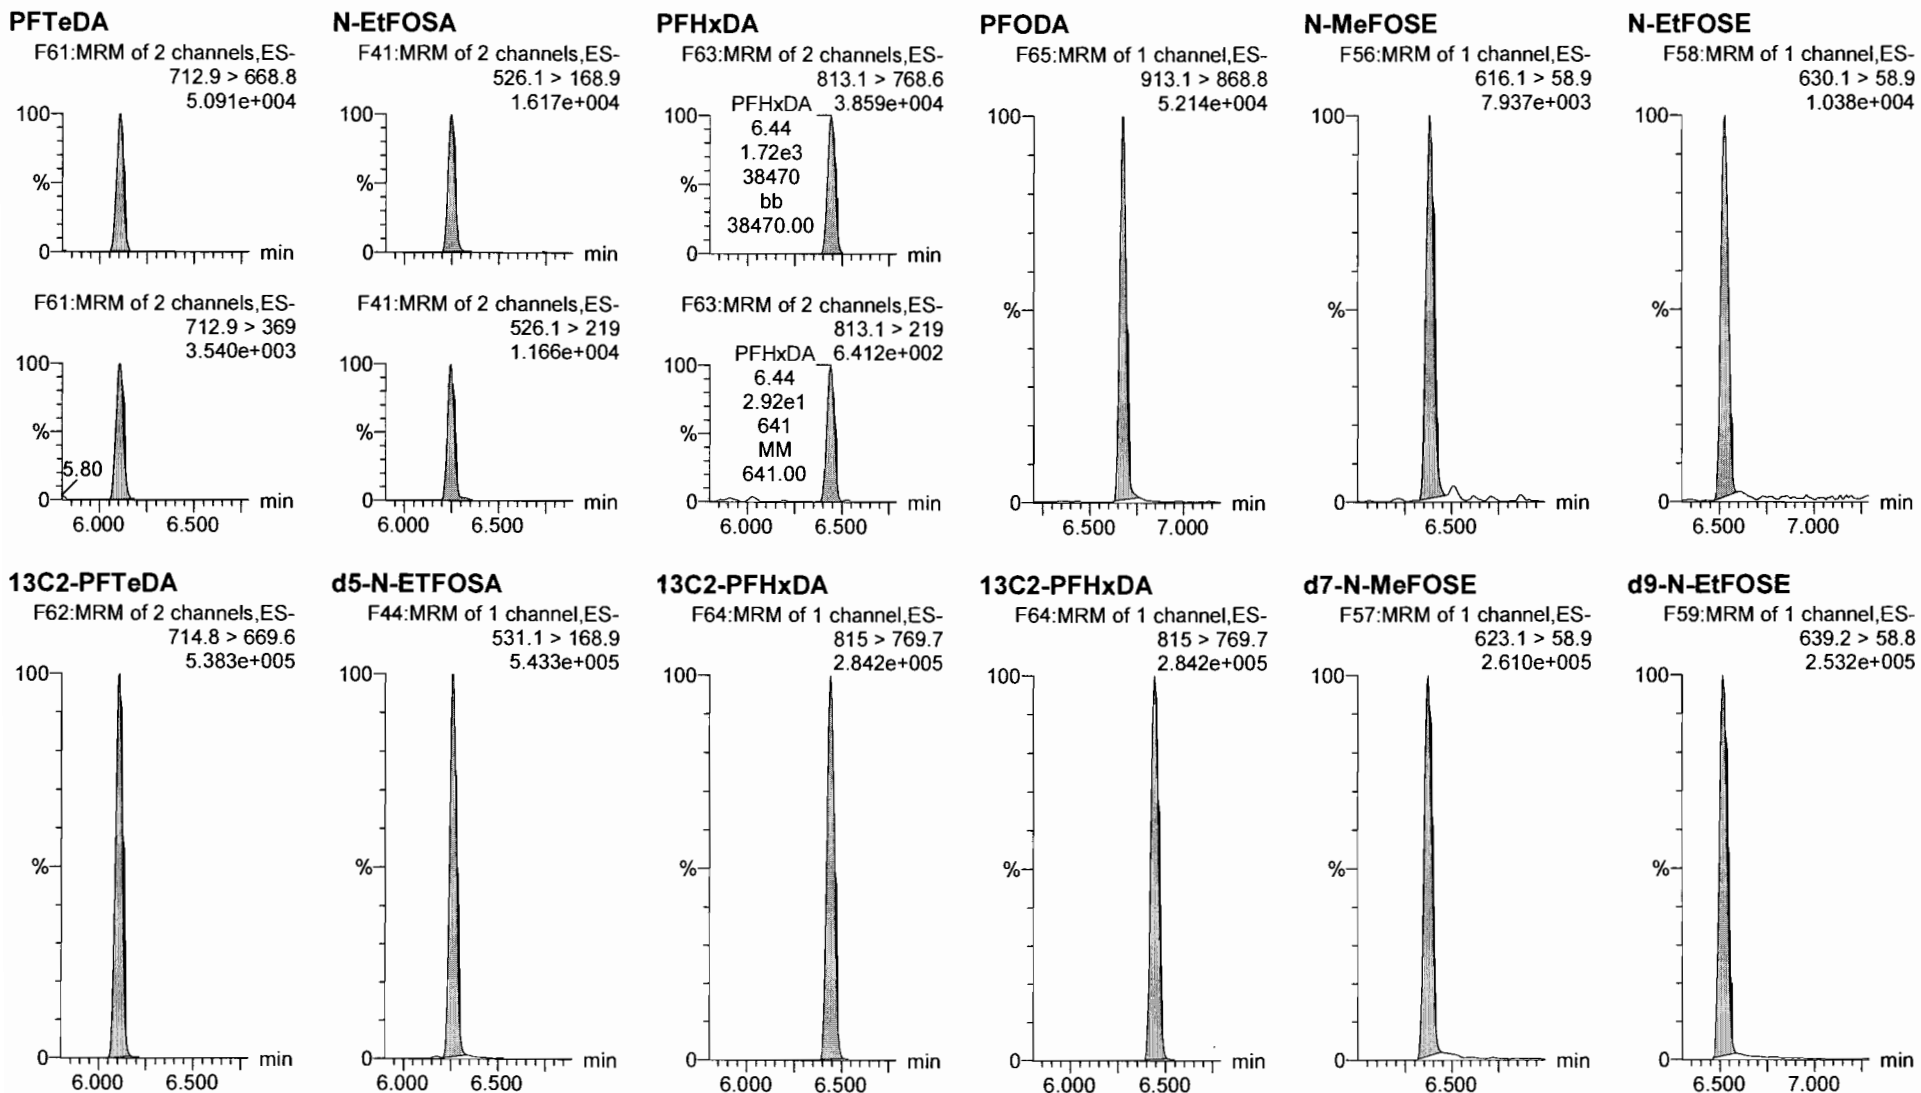 PFTeDA
F61:MRM of 2 channels,ES-
712.9 > 668.8
5.091e+004
100
%
0
min
F61:MRM of 2 channels,ES-
712.9 > 369
3.540e+003
100
%
5.80
0
min
6.000 6.500
N-EtFOSA
F41:MRM of 2 channels,ES-
526.1 > 168.9
1.617e+004
100
%
0
min
F41:MRM of 2 channels,ES-
526.1 > 219
1.166e+004
100
%
0
min
6.000 6.500
PFHxDA
F63:MRM of 2 channels,ES-
813.1 > 768.6
PFHxDA 3.859e+004
100
6.44
1.72e3
38470
%
bb
38470.00
0
min
F63:MRM of 2 channels,ES-
813.1 > 219
PFHxDA 6.412e+002
100
6.44
2.92e1
641
%
MM
641.00
0
min
6.000 6.500
PFODA
F65:MRM of 1 channel,ES-
913.1 > 868.8
5.214e+004
100
%
0
min
6.500 7.000
N-MeFOSE
F56:MRM of 1 channel,ES-
616.1 > 58.9
7.937e+003
100
%
0
min
6.500
N-EtFOSE
F58:MRM of 1 channel,ES-
630.1 > 58.9
1.038e+004
100
%
0
min
6.500 7.000
13C2-PFTeDA
F62:MRM of 2 channels,ES-
714.8 > 669.6
5.383e+005
100
%
0
min
6.000 6.500
d5-N-ETFOSA
F44:MRM of 1 channel,ES-
531.1 > 168.9
5.433e+005
100
%
0
min
6.000 6.500
13C2-PFHxDA
F64:MRM of 1 channel,ES-
815 > 769.7
2.842e+005
100
%
0
min
6.000 6.500
13C2-PFHxDA
F64:MRM of 1 channel,ES-
815 > 769.7
2.842e+005
100
%
0
min
6.000 6.500
d7-N-MeFOSE
F57:MRM of 1 channel,ES-
623.1 > 58.9
2.610e+005
100
%
0
min
6.500
d9-N-EtFOSE
F59:MRM of 1 channel,ES-
639.2 > 58.8
2.532e+005
100
%
0
min
6.500 7.000